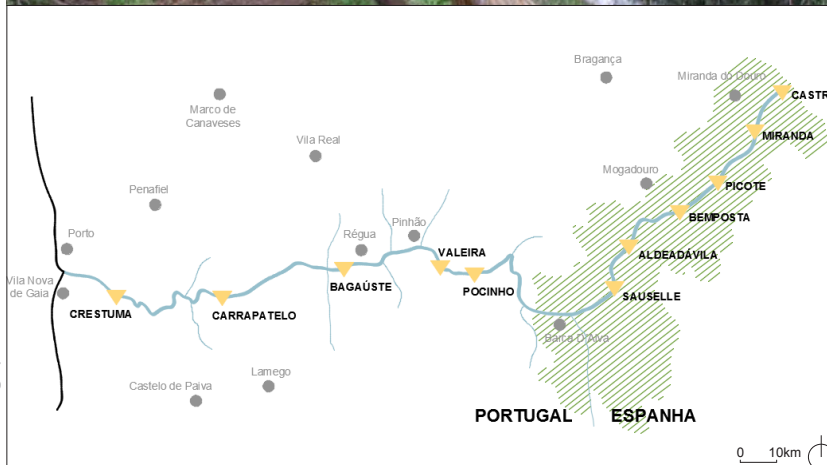 Bragança
Miranda do Douro
CASTR
Marco de
Canaveses
MIRANDA
Vila Real
Mogadouro
PICOTE
Penafiel
BEMPOSTA
Porto
Régua
Pinhão
VALEIRA
ALDEADÁVILA
Vila Nova
de Gaia
BAGAÚSTE
POCINHO
SAUSELLE
CRESTUMA
CARRAPATELO
Barca D'Alva
Lamego
Castelo de Paiva
PORTUGAL ESPANHA
0 10km